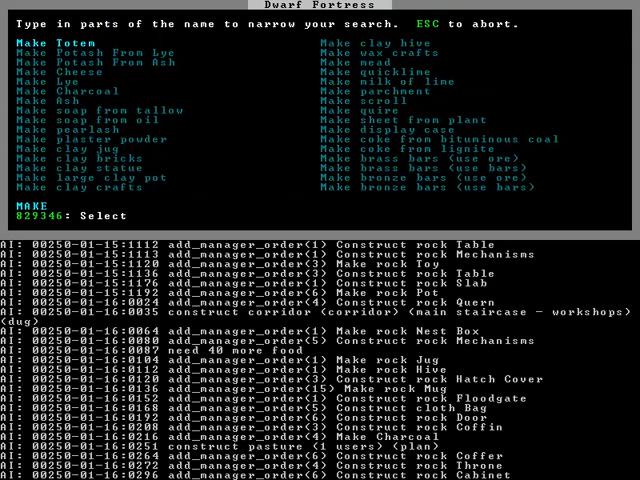 Dwarf Fortress
Type in parts of the name to narrow your search.  ESC to abort.
Make Totem
Make Potash From Lye
Make Potash From Ash
Make Cheese
Make Lye
Make Charcoal
Make Ash
Make soap from tallow
Make soap from oil
Make pearlash
Make plaster powder
Make clay jug
Make clay bricks
Make clay statue
Make large clay pot
Make clay crafts
Make clay hive
Make wax crafts
Make mead
Make quicklime
Make milk of lime
Make parchment
Make scroll
Make quire
Make sheet from plant
Make display case
Make coke from bituminous coal
Make coke from lignite
Make brass bars (use ore)
Make brass bars (use bars)
Make bronze bars (use ore)
Make bronze bars (use bars)
MAKE
829346: Select
AI: 00250-01-15:1112 add_manager_order(1) Construct rock Table
AI: 00250-01-15:1113 add_manager_order(1) Construct rock Mechanisms
AI: 00250-01-15:1120 add_manager_order(3) Make rock Toy
AI: 00250-01-15:1136 add_manager_order(3) Construct rock Table
AI: 00250-01-15:1176 add_manager_order(1) Construct rock Slab
AI: 00250-01-15:1192 add_manager_order(6) Make rock Pot
AI: 00250-01-16:0024 add_manager_order(4) Construct rock Quern
AI: 00250-01-16:0035 construct corridor (corridor) (main staircase - workshops)
(dug)
AI: 00250-01-16:0064 add_manager_order(1) Make rock Nest Box
AI: 00250-01-16:0080 add_manager_order(5) Construct rock Mechanisms
AI: 00250-01-16:0087 need 40 more food
AI: 00250-01-16:0104 add_manager_order(1) Make rock Jug
AI: 00250-01-16:0112 add_manager_order(1) Make rock Hive
AI: 00250-01-16:0120 add_manager_order(3) Construct rock Hatch Cover
AI: 00250-01-16:0136 add_manager_order(15) Make rock Mug
AI: 00250-01-16:0152 add_manager_order(1) Construct rock Floodgate
AI: 00250-01-16:0168 add_manager_order(5) Construct cloth Bag
AI: 00250-01-16:0192 add_manager_order(6) Construct rock Door
AI: 00250-01-16:0208 add_manager_order(3) Construct rock Coffin
AI: 00250-01-16:0216 add_manager_order(4) Make Charcoal
AI: 00250-01-16:0251 construct pasture (1 users) (plan)
AI: 00250-01-16:0264 add_manager_order(6) Construct rock Coffer
AI: 00250-01-16:0272 add_manager_order(4) Construct rock Throne
AI: 00250-01-16:0296 add_manager_order(6) Construct rock Cabinet